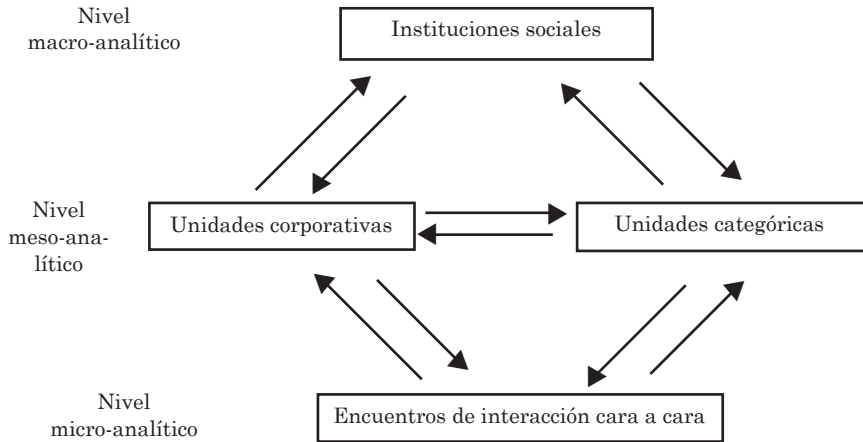 Nivel
macro-analítico
Instituciones sociales
Nivel
meso-ana-
lítico
Unidades corporativas
Unidades categóricas
Nivel
micro-analítico
Encuentros de interacción cara a cara